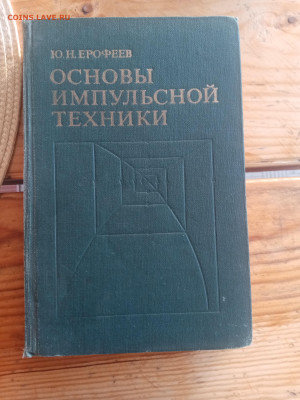 coins.lave.ru
Ю.Н.ЕРОФЕЕВ
ОСНОВЫ
ИМПУЛЬСНОЙ
ТЕХНИКИ